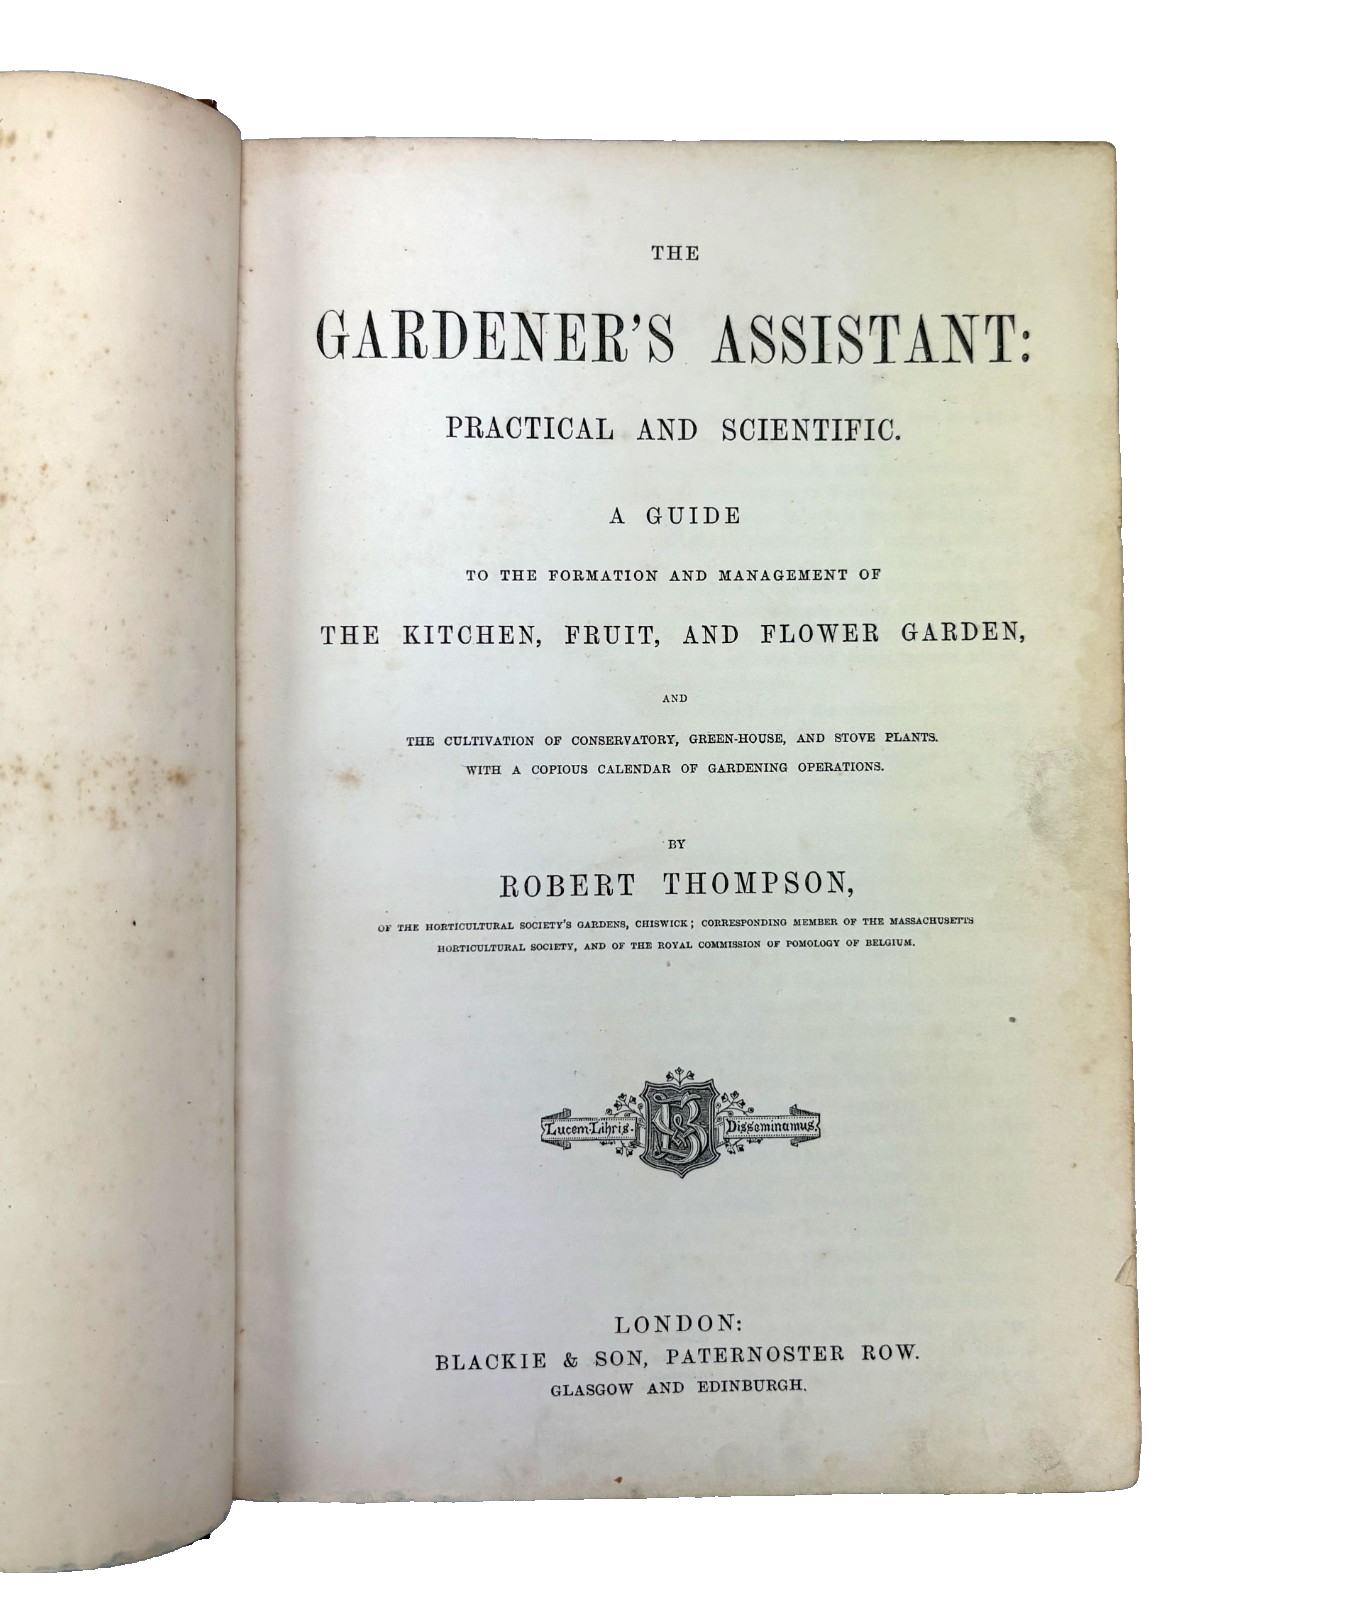 THE
GARDENER'S ASSISTANT:
PRACTICAL AND SCIENTIFIC.
A GUIDE
TO THE FORMATION AND MANAGEMENT OF
THE KITCHEN, FRUIT, AND FLOWER GARDEN,
AND
THE CULTIVATION OF CONSERVATORY, GREEN-HOUSE, AND STOVE PLANTS.
WITH A COPIOUS CALENDAR OF GARDENING OPERATIONS.
BY
ROBERT THOMPSON,
OF THE HORTICULTURAL SOCIETY'S GARDENS, CHISWICK; CORRESPONDING MEMBER OF THE MASSACHUSETTS
HORTICULTURAL SOCIETY, AND OF THE ROYAL COMMISSION OF POMOLOGY OF BELGIUM.
Lucem Libris. Disseminamus.
LONDON:
BLACKIE & SON, PATERNOSTER ROW.
GLASGOW AND EDINBURGH.